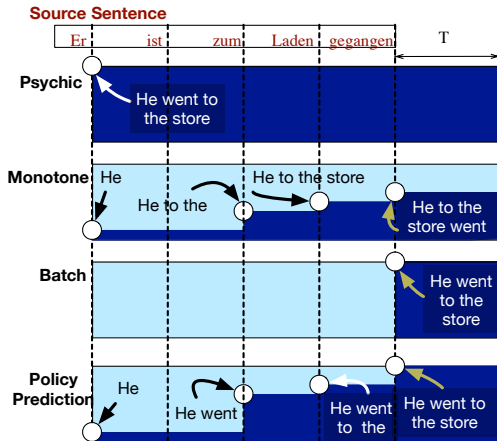 Source Sentence
Er ist zum Laden gegangen T
Psychic
He went to
the store
Monotone
He
He to the
He to the store
He to the
store went
Batch
He went
to the
store
Policy
Prediction
He
He went
He went
to the
He went to
the store